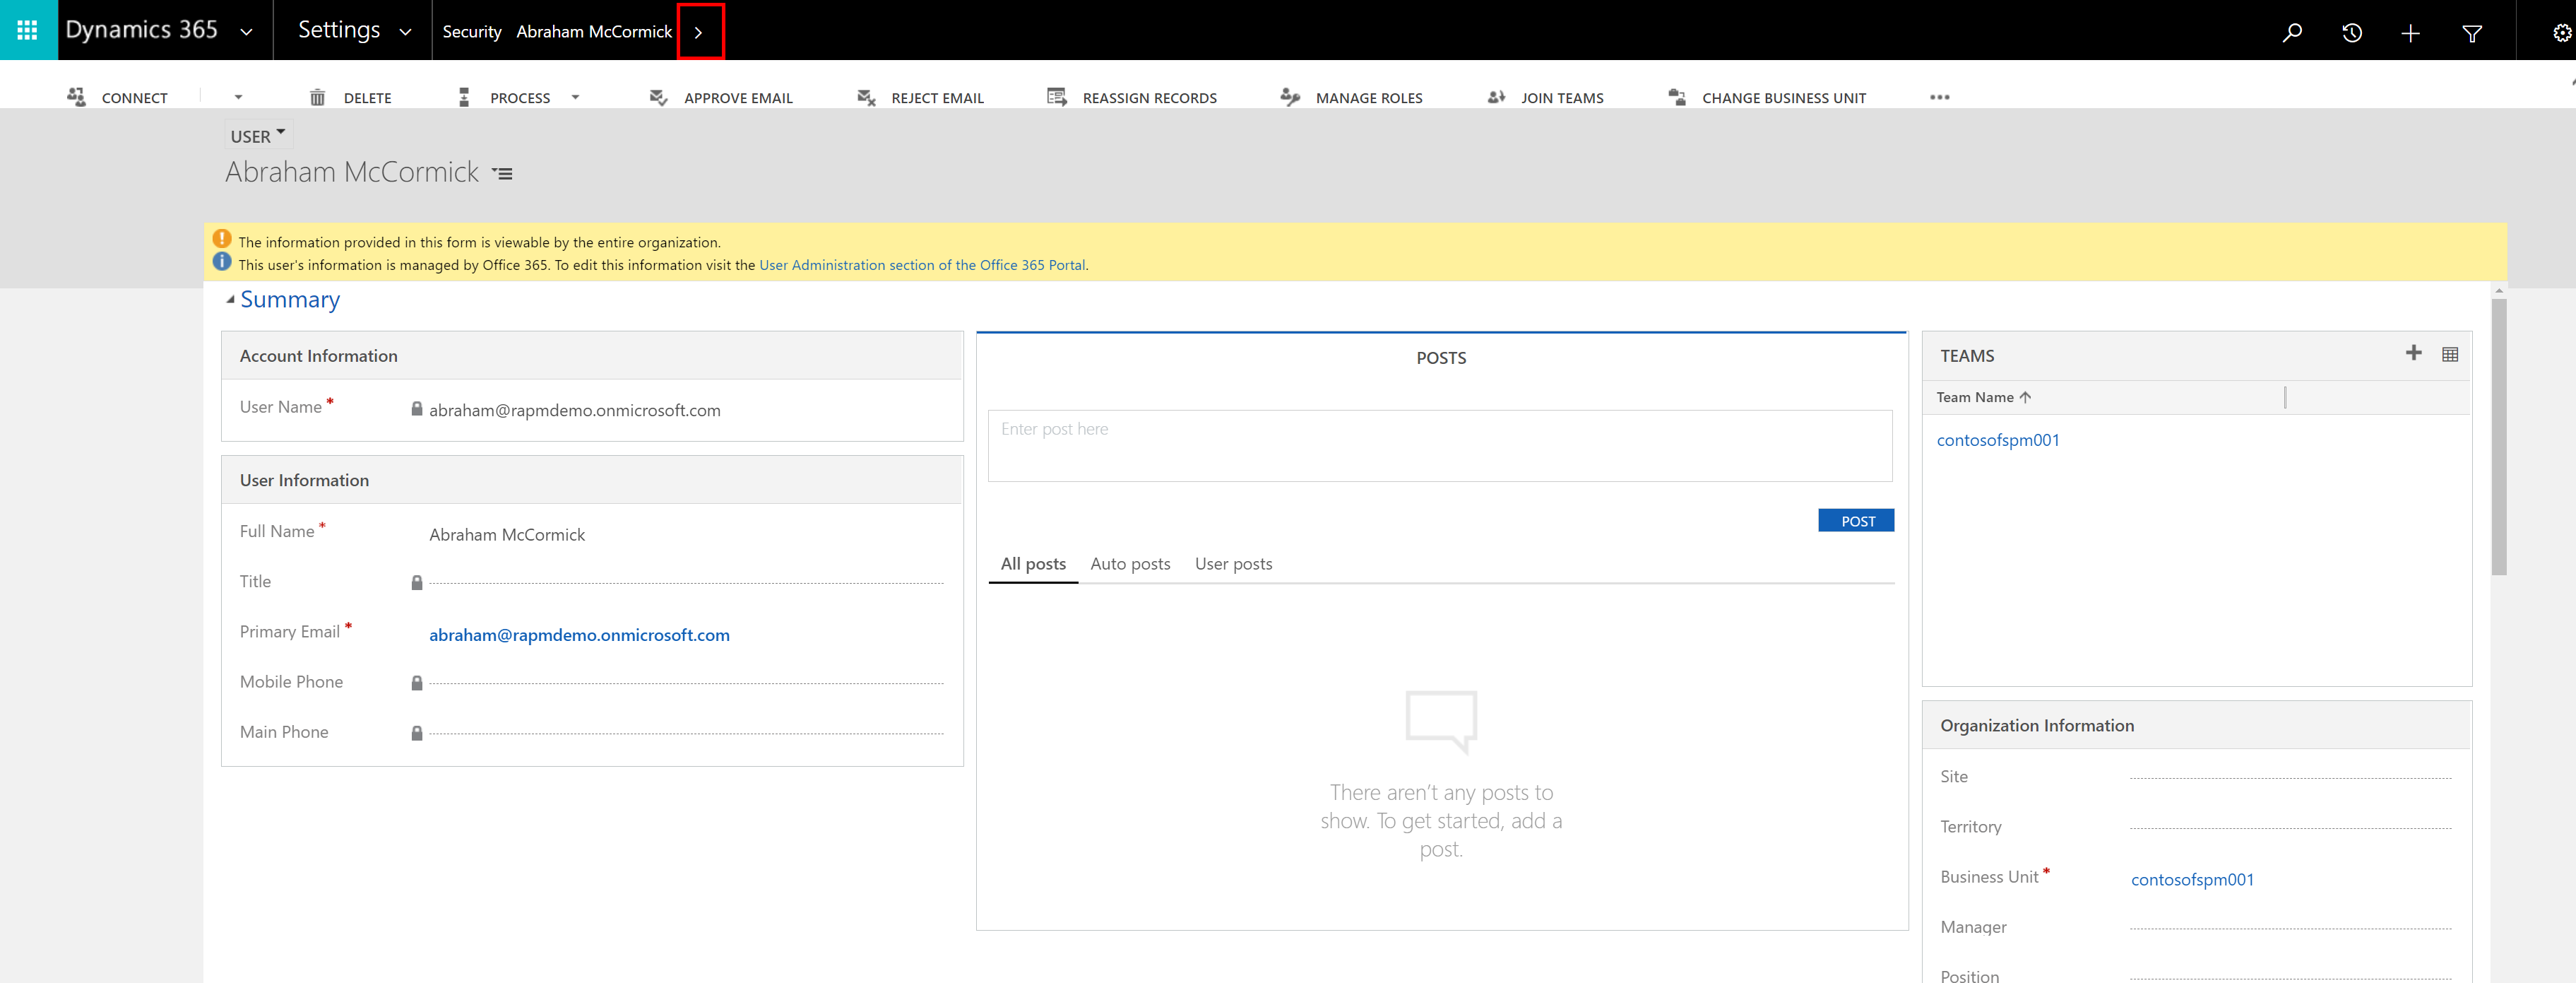 Dynamics 365 Settings Security Abraham McCormick
CONNECT DELETE PROCESS APPROVE EMAIL REJECT EMAIL REASSIGN RECORDS MANAGE ROLES JOIN TEAMS CHANGE BUSINESS UNIT •••
USER
Abraham McCormick
The information provided in this form is viewable by the entire organization.
This user's information is managed by Office 365. To edit this information visit the User Administration section of the Office 365 Portal.
Summary
Account Information
User Name * abraham@rapmdemo.onmicrosoft.com
User Information
Full Name * Abraham McCormick
Title
Primary Email * abraham@rapmdemo.onmicrosoft.com
Mobile Phone
Main Phone
POSTS
Enter post here
POST
All posts Auto posts User posts
There aren't any posts to
show. To get started, add a
post.
TEAMS
Team Name
contosofspm001
Organization Information
Site
Territory
Business Unit * contosofspm001
Manager
Position